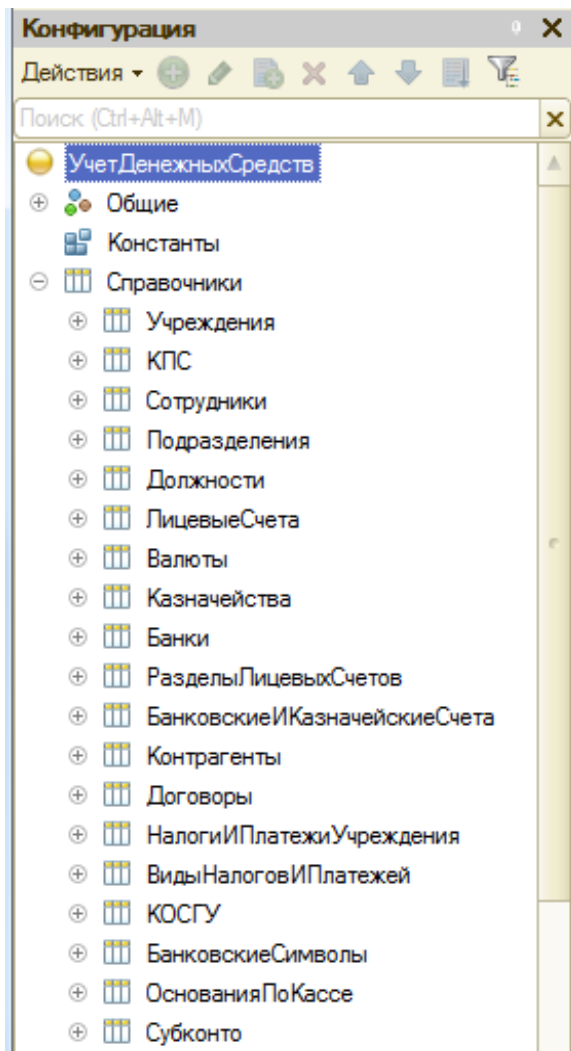 Конфигурация
Действия
Поиск (Ctrl+Alt+M)
УчетДенежныхСредств
Общие
Константы
Справочники
Учреждения
КПС
Сотрудники
Подразделения
Должности
ЛицевыеСчета
Валюты
Казначейства
Банки
РазделыЛицевыхСчетов
БанковскиеИКазначейскиеСчета
Контрагенты
Договоры
НалогиИПлатежиУчреждения
ВидыНалоговИПлатежей
КОСГУ
БанковскиеСимволы
ОснованияПоКассе
Субконто